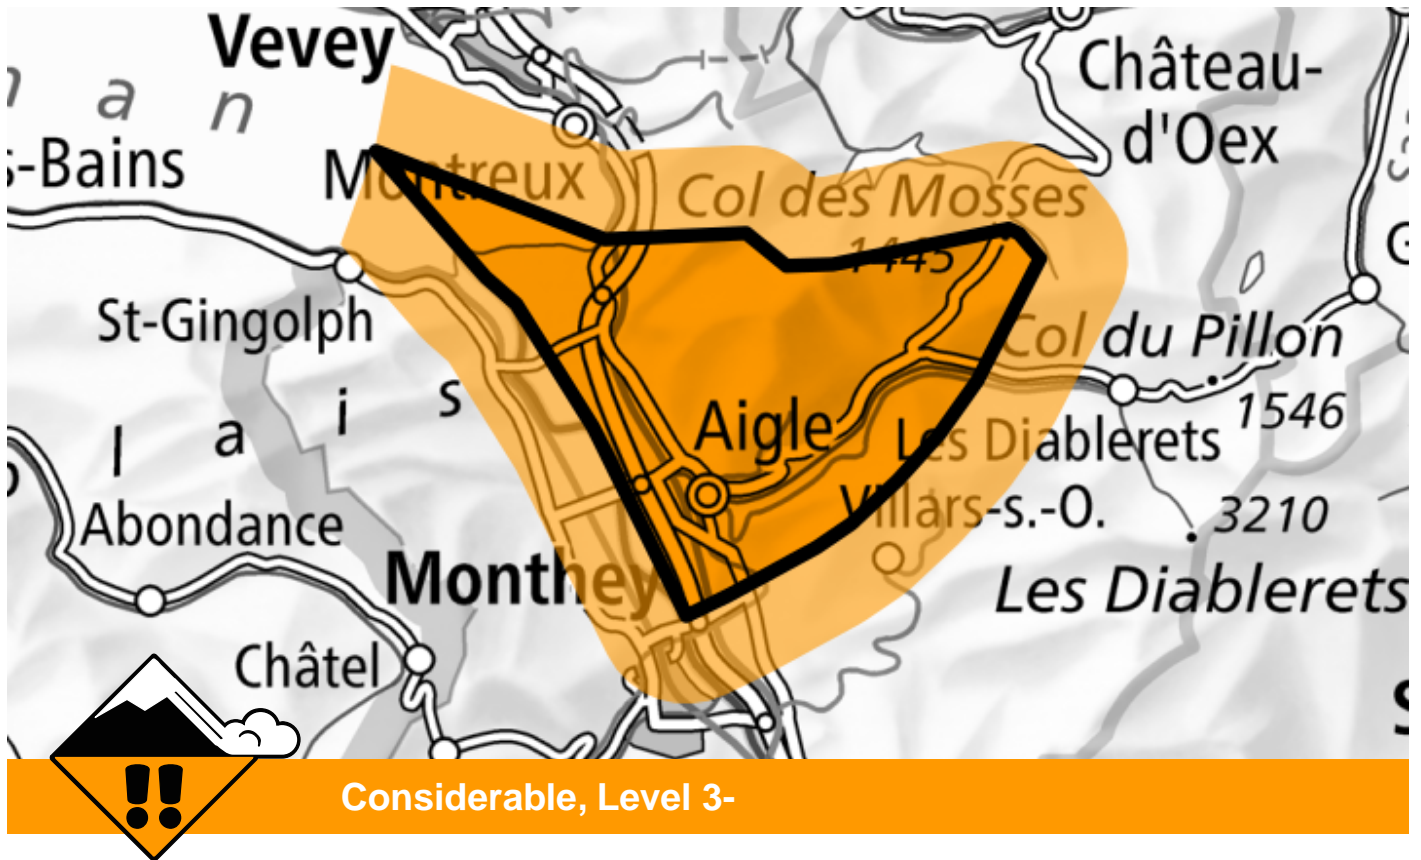 Vevey
Château-
d'Oex
a n
-Bains
Montreux
Col des Mosses
1445
St-Gingolph
Col du Pillon
1546
l a i s
Aigle
Les Diablerets
Villars-s.-O.
3210
Abondance
Monthey
Les Diablerets
Châtel
Considerable, Level 3-